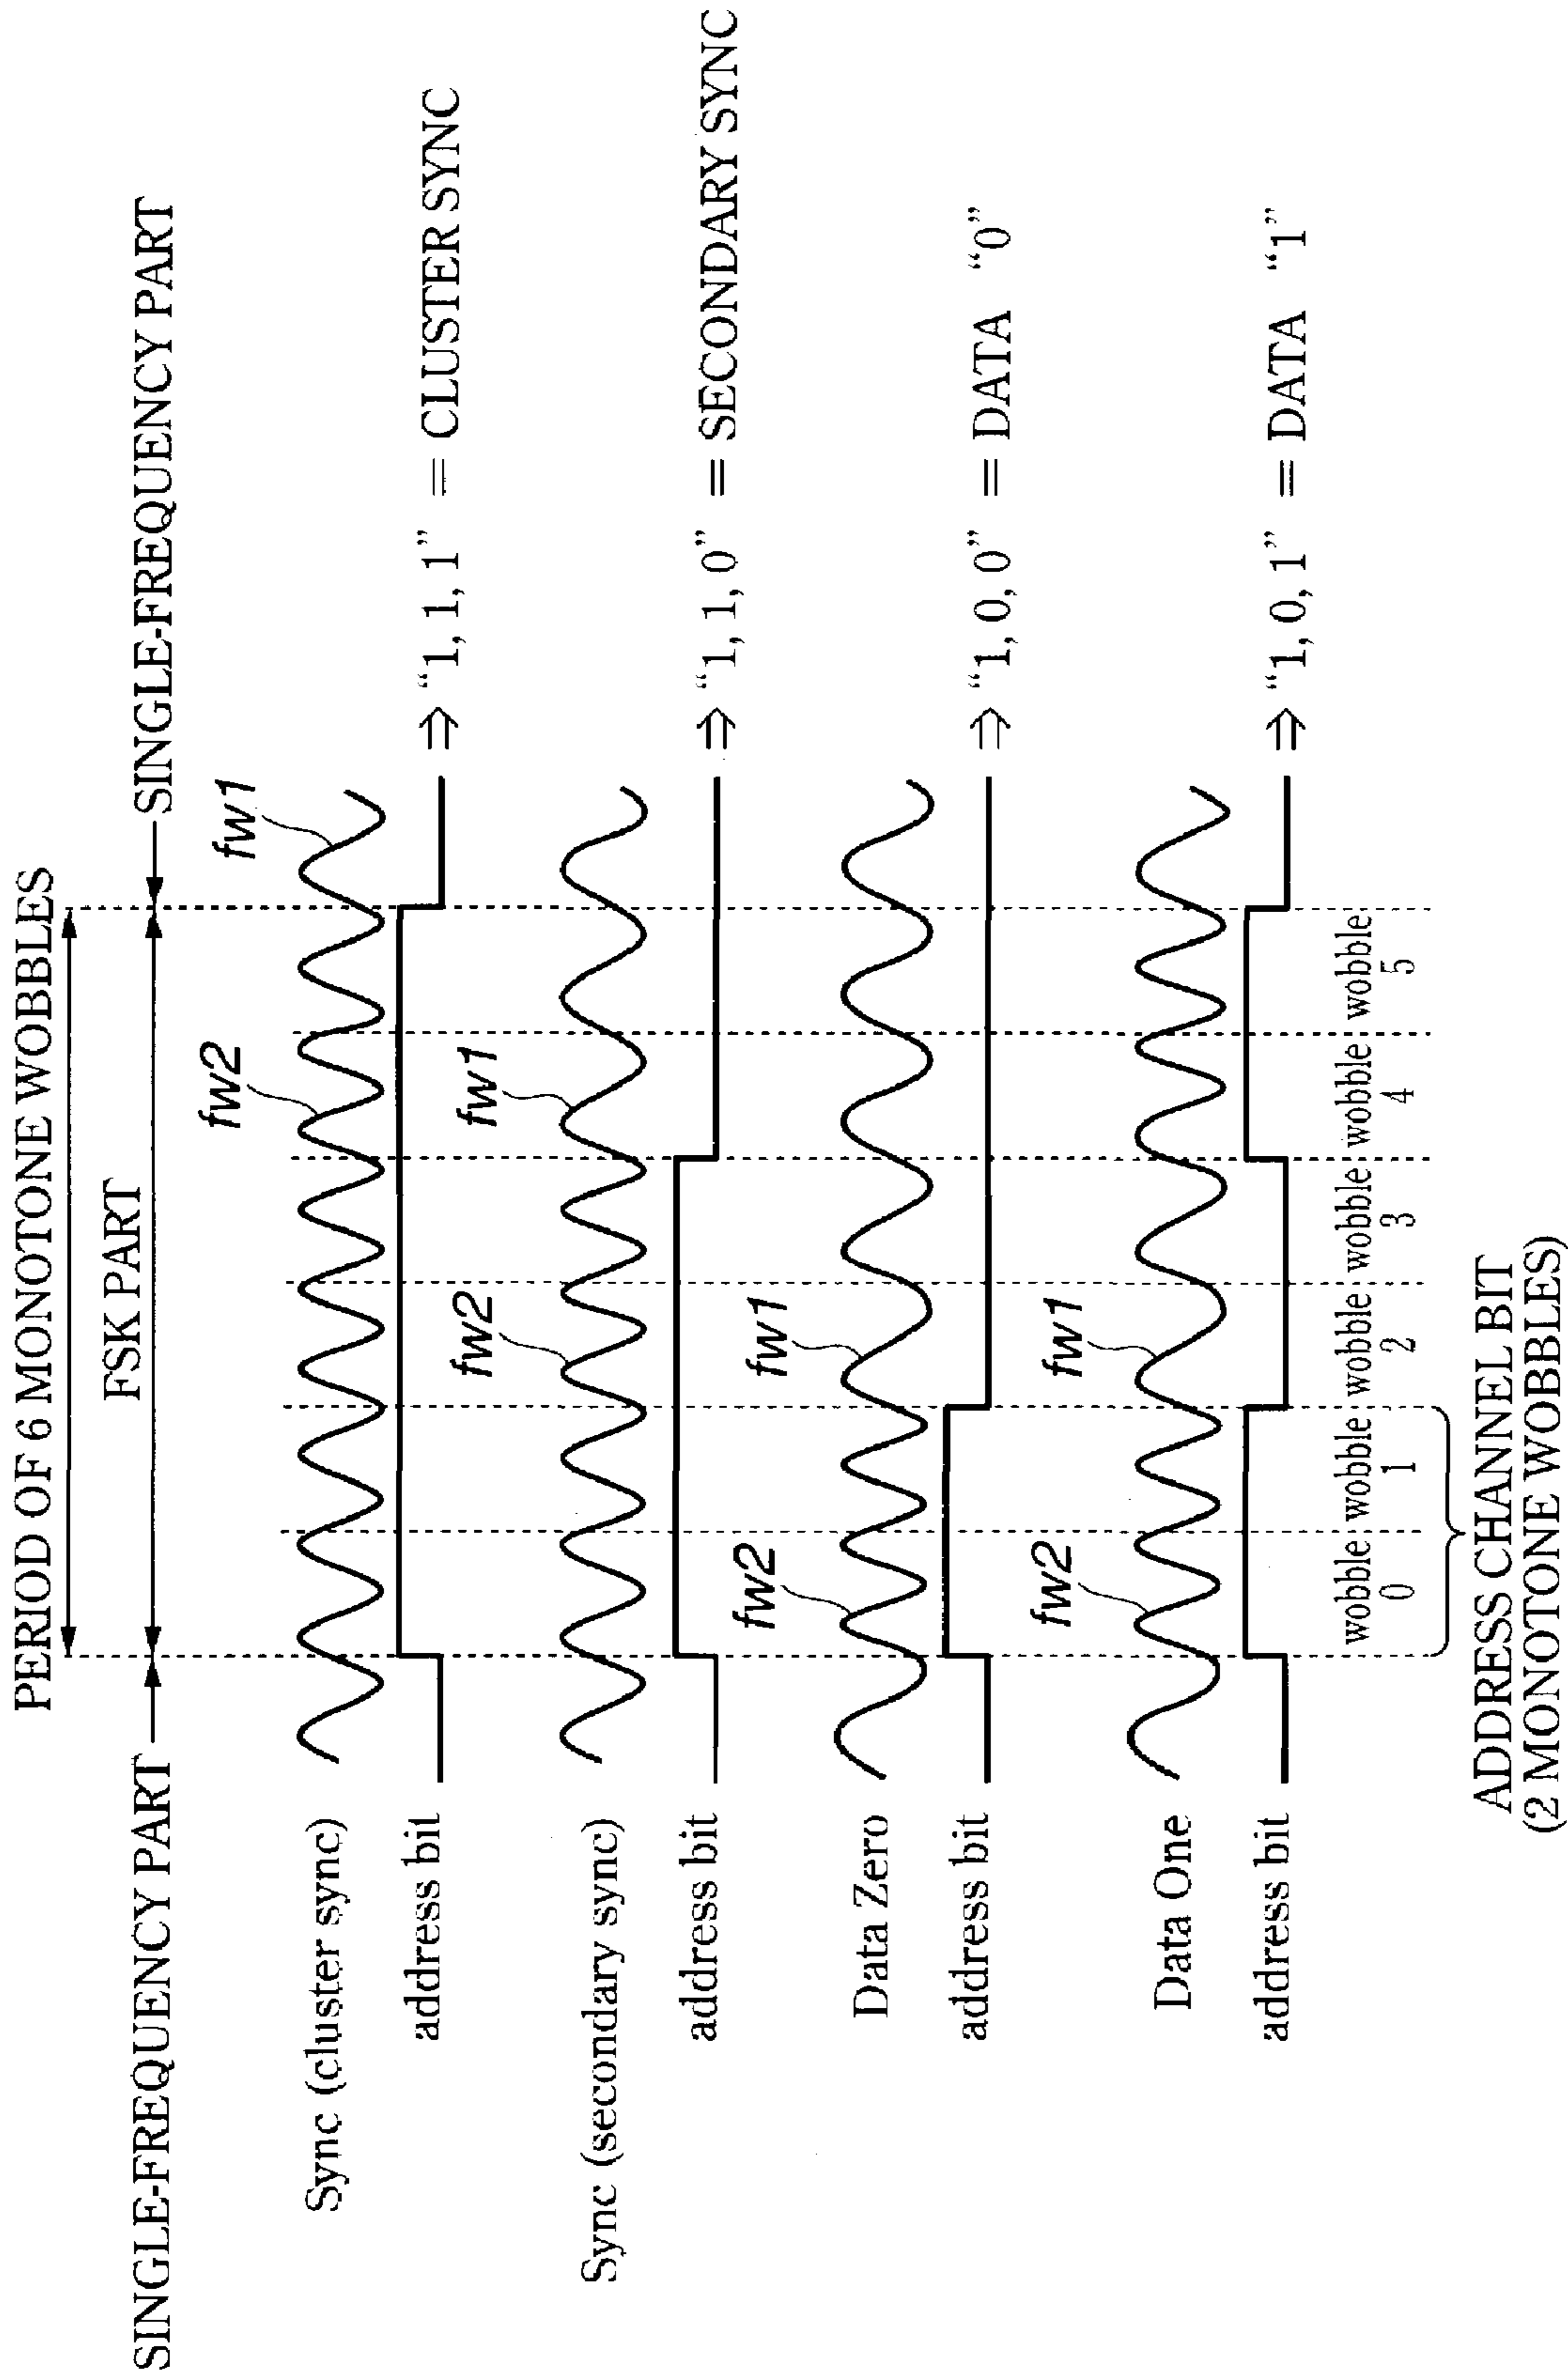 PERIOD OF 6 MONOTONE WOBBLES
SINGLE-FREQUENCY PART
FSK PART
SINGLE-FREQUENCY PART
fw2
fw1
Sync (cluster sync)
address bit
⇒ “1, 1, 1” = CLUSTER SYNC
fw2
fw1
Sync (secondary sync)
address bit
⇒ “1, 1, 0” = SECONDARY SYNC
fw2
fw1
Data Zero
address bit
⇒ “1, 0, 0” = DATA “0”
fw2
fw1
Data One
address bit
⇒ “1, 0, 1” = DATA “1”
wobble wobble wobble wobble wobble wobble
0 1 2 3 4 5
ADDRESS CHANNEL BIT
(2 MONOTONE WOBBLES)